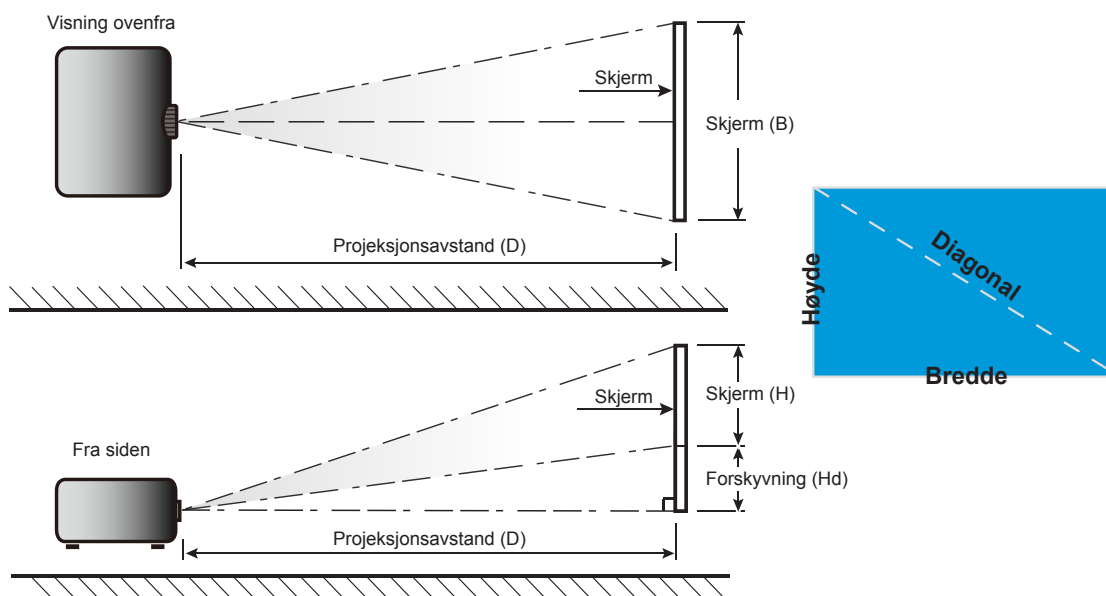 Visning ovenfra
Skjerm
Skjerm (B)
Projeksjonsavstand (D)
Høyde
Diagonal
Bredde
Skjerm
Skjerm (H)
Fra siden
Forskyvning (Hd)
Projeksjonsavstand (D)